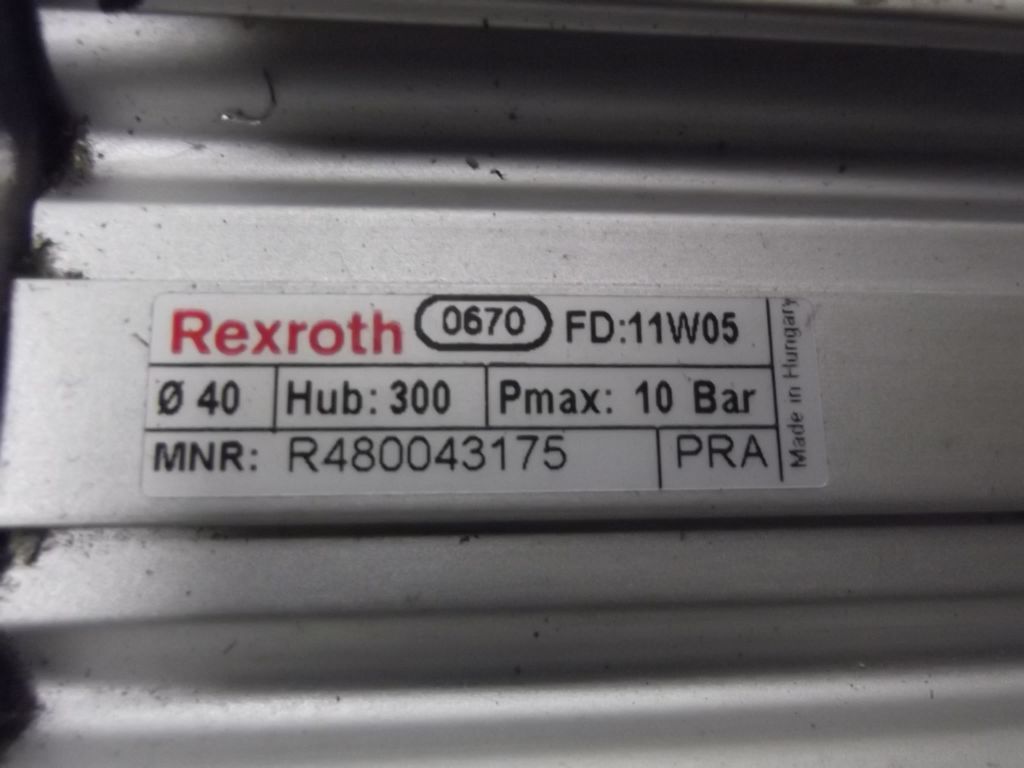 Rexroth 0670 FD:11W05
Ø 40 Hub: 300 Pmax: 10 Bar
MNR: R480043175 PRA
Made in Hungary